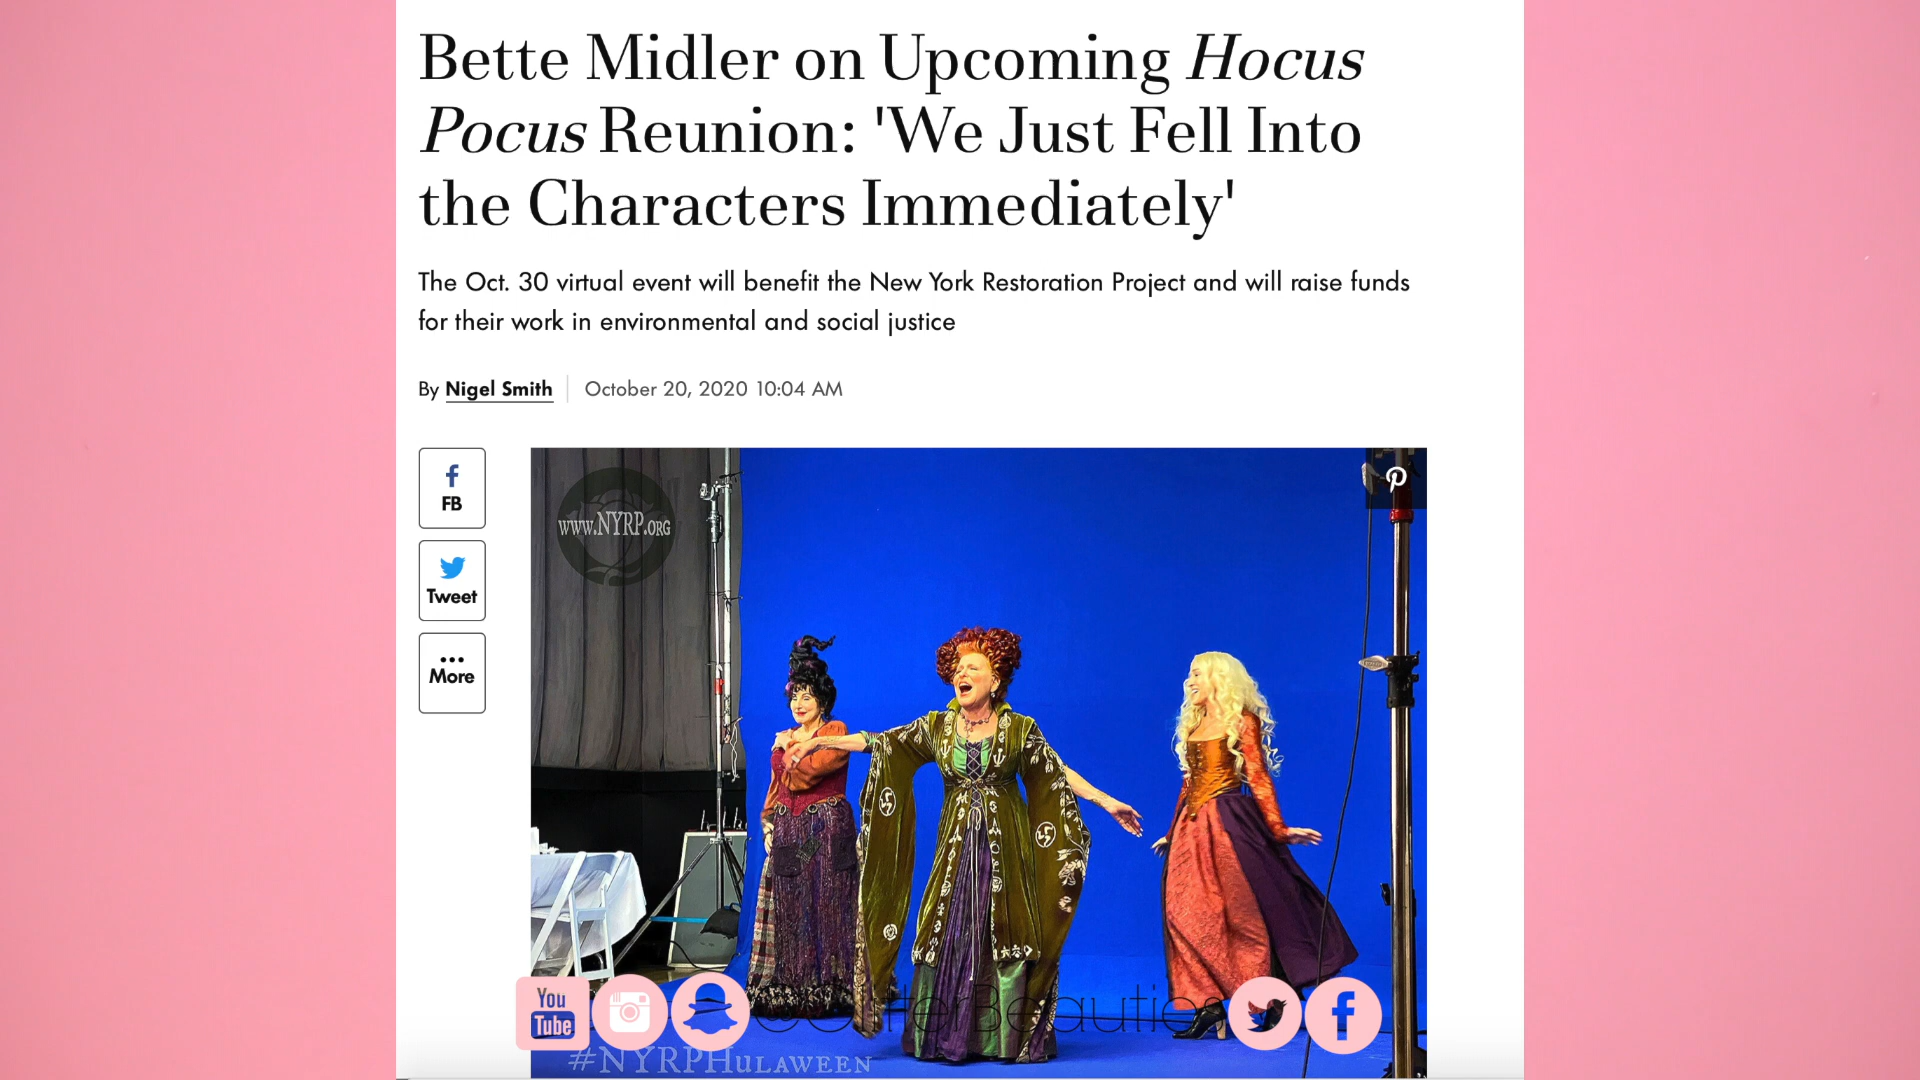 Bette Midler on Upcoming Hocus
Pocus Reunion: 'We Just Fell Into
the Characters Immediately'
The Oct. 30 virtual event will benefit the New York Restoration Project and will raise funds
for their work in environmental and social justice
By Nigel Smith | October 20, 2020 10:04 AM
FB
Tweet
More
www.NYRP.ORG
You
Tube
@GlitterBeauties
#NYRPHULAWEEN